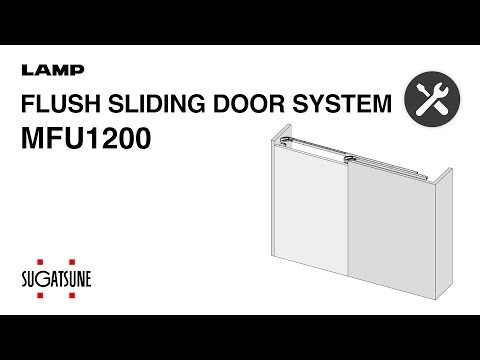 LAMP
FLUSH SLIDING DOOR SYSTEM
MFU1200
SUGATSUNE